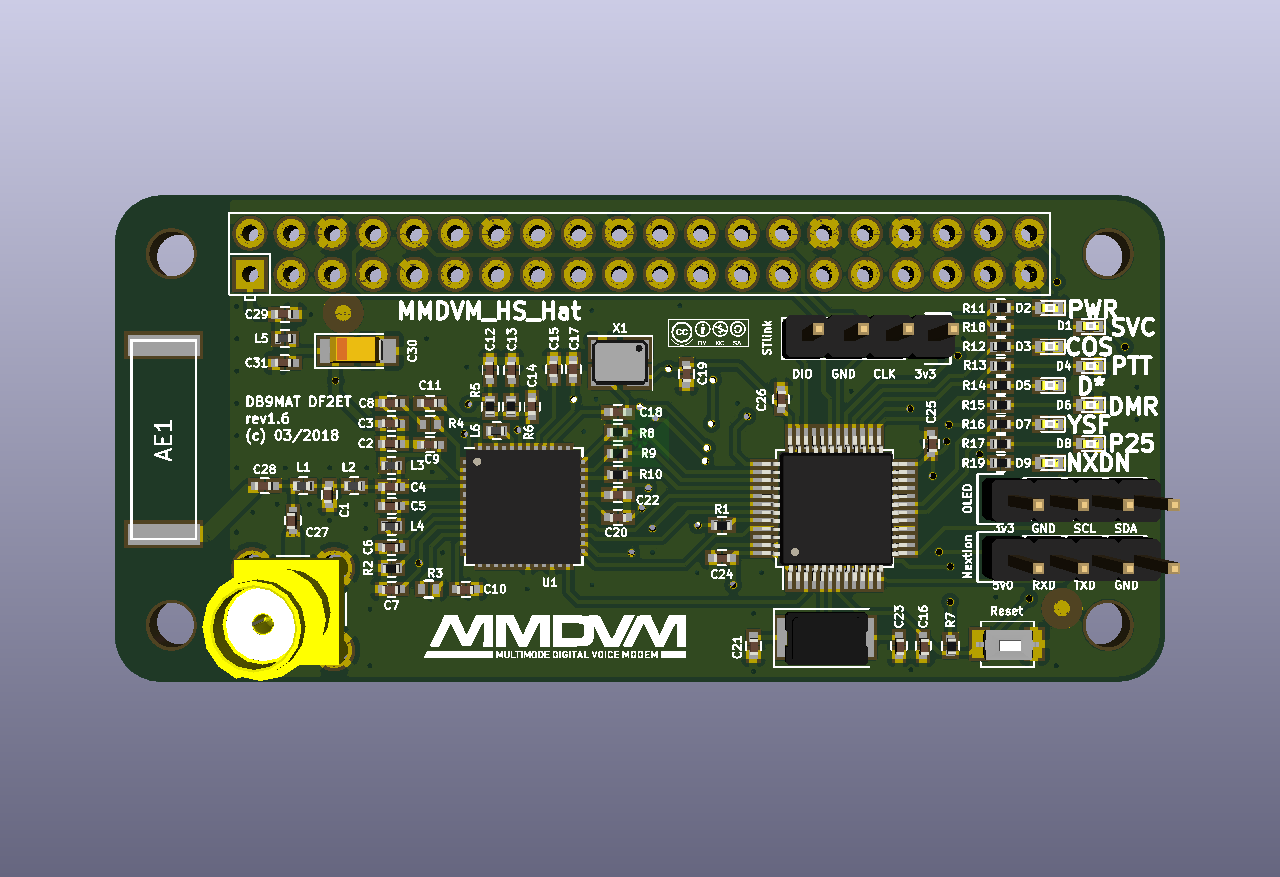 MMDVM_HS_Hat
C29
L5
C31
C30
C12
C13
C15
C17
X1
C14
C19
STlink
DIO GND CLK 3v3
R11 D2 PWR
R18 D1 SVC
R12 D3 COS
R13 D4 PTT
R14 D5 D*
R15 D6 DMR
R16 D7 YSF
R17 D8 P25
R19 D9 NXDN
AE1
DB9MAT DF2ET
rev1.6
(c) 03/2018
C11
C3
R4
C2
C9
R5
L6
R6
C18
R8
R9
R10
C22
C20
C26
C25
C28
L1
L2
C1
C27
L3
C4
C5
L4
C6
R2
C7
R3
C10
U1
R1
C24
OLED
3v3 GND SCL SDA
Nextion
5v0 RXD TXD GND
MMDVM
MULTIMODE DIGITAL VOICE MODEM
C21
C23
C16
R7
Reset